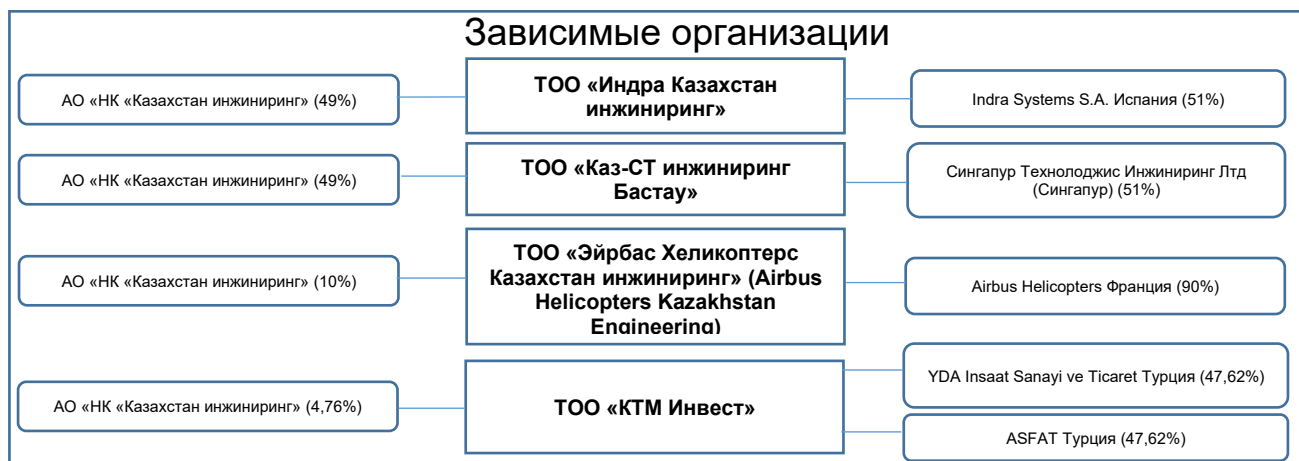 Зависимые организации
АО «НК «Казахстан инжиниринг» (49%)
ТОО «Индра Казахстан
инжиниринг»
Indra Systems S.A. Испания (51%)
АО «НК «Казахстан инжиниринг» (49%)
ТОО «Каз-СТ инжиниринг
Бастау»
Сингапур Технолоджис Инжиниринг Лтд
(Сингапур) (51%)
АО «НК «Казахстан инжиниринг» (10%)
ТОО «Эйрбас Хеликоптерс
Казахстан инжиниринг» (Airbus
Helicopters Kazakhstan
Engineering)
Airbus Helicopters Франция (90%)
АО «НК «Казахстан инжиниринг» (4,76%)
ТОО «КТМ Инвест»
YDA Insaat Sanayi ve Ticaret Турция (47,62%)
ASFAT Турция (47,62%)